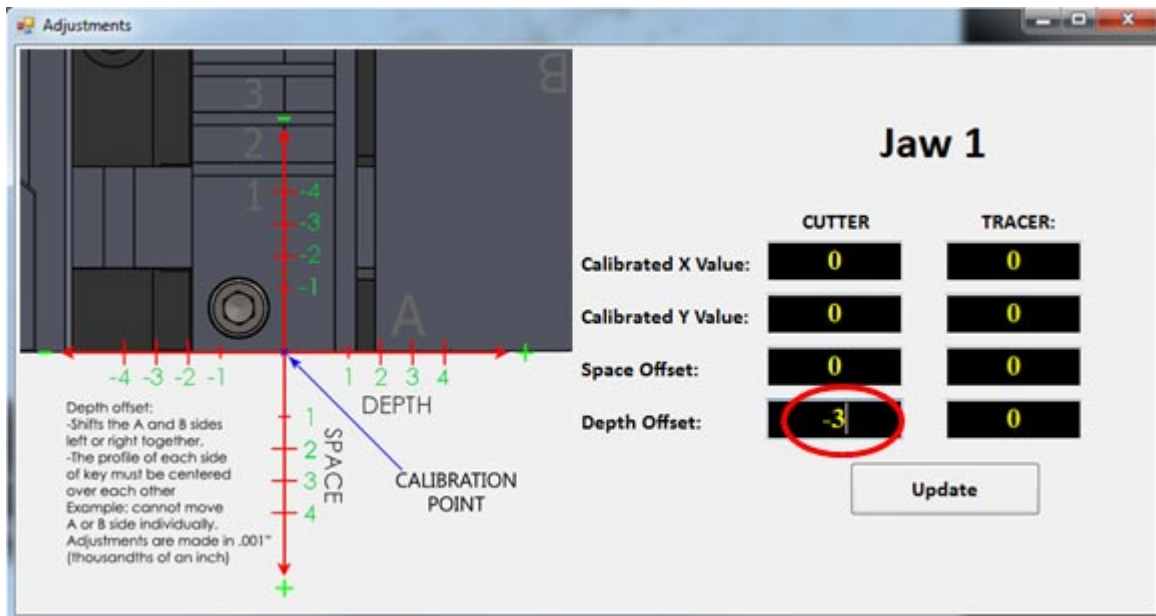 Adjustments
B
3
2
1
A
-
-4
-3
-2
-1
-
+
-4 -3 -2 -1
1 2 3 4
DEPTH
1
2
3
4
SPACE
+
CALIBRATION
POINT
Depth offset:
-Shifts the A and B sides
left or right together.
-The profile of each side
of key must be centered
over each other
Example: cannot move
A or B side individually.
Adjustments are made in .001"
(thousandths of an inch)
Jaw 1
CUTTER TRACER:
Calibrated X Value: 0 0
Calibrated Y Value: 0 0
Space Offset: 0 0
Depth Offset: -3 0
Update